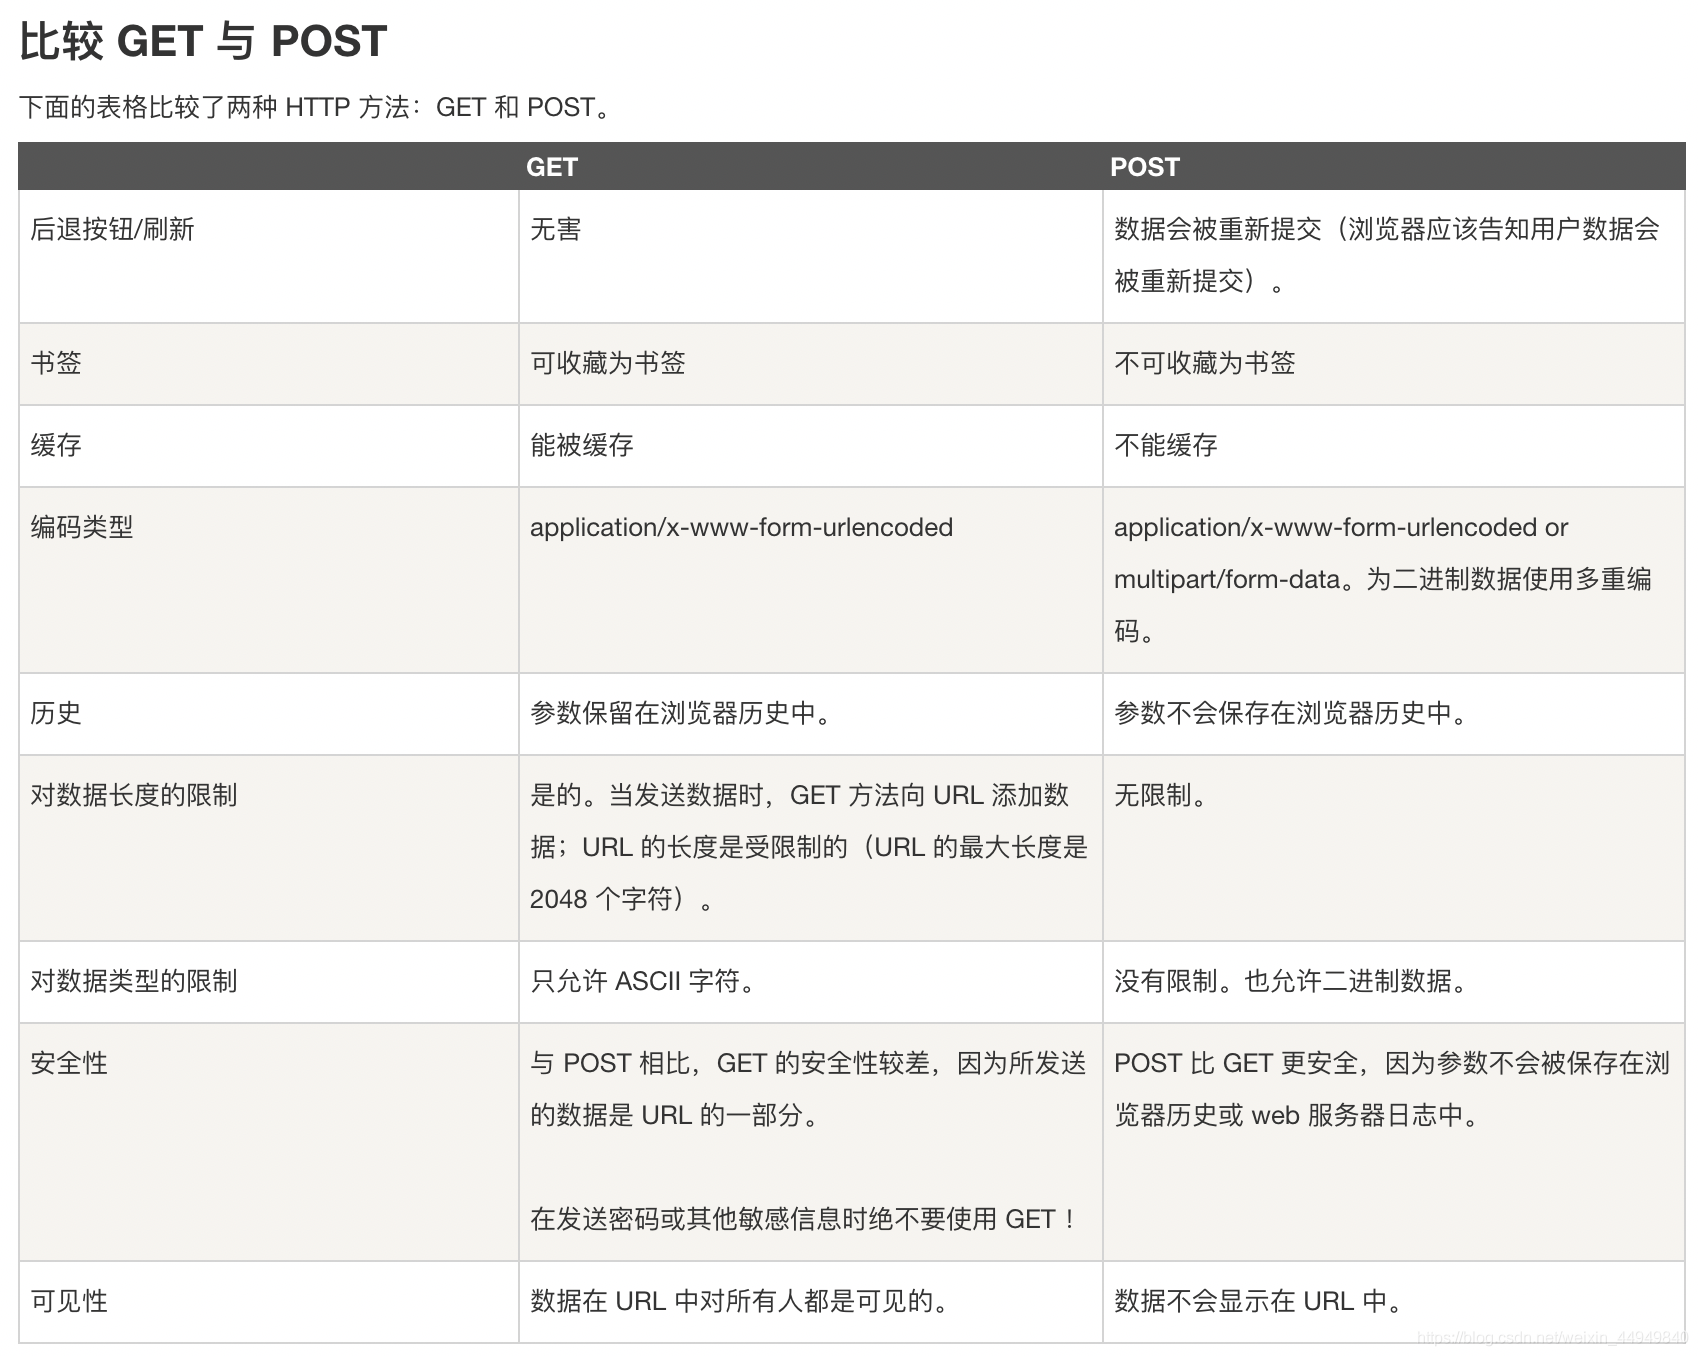 比较 GET 与 POST
下面的表格比较了两种 HTTP 方法：GET 和 POST。
GET POST
后退按钮/刷新 无害 数据会被重新提交（浏览器应该告知用户数据会
被重新提交）。
书签 可收藏为书签 不可收藏为书签
缓存 能被缓存 不能缓存
编码类型 application/x-www-form-urlencoded application/x-www-form-urlencoded or
multipart/form-data。为二进制数据使用多重编
码。
历史 参数保留在浏览器历史中。 参数不会保存在浏览器历史中。
对数据长度的限制 是的。当发送数据时，GET 方法向 URL 添加数 无限制。
据；URL 的长度是受限制的（URL 的最大长度是
2048 个字符）。
对数据类型的限制 只允许 ASCII 字符。 没有限制。也允许二进制数据。
安全性 与 POST 相比，GET 的安全性较差，因为所发送 POST 比 GET 更安全，因为参数不会被保存在浏
的数据是 URL 的一部分。 览器历史或 web 服务器日志中。
在发送密码或其他敏感信息时绝不要使用 GET ！
可见性 数据在 URL 中对所有人都是可见的。 数据不会显示在 URL 中。
https://blog.csdn.net/weixin_44949840